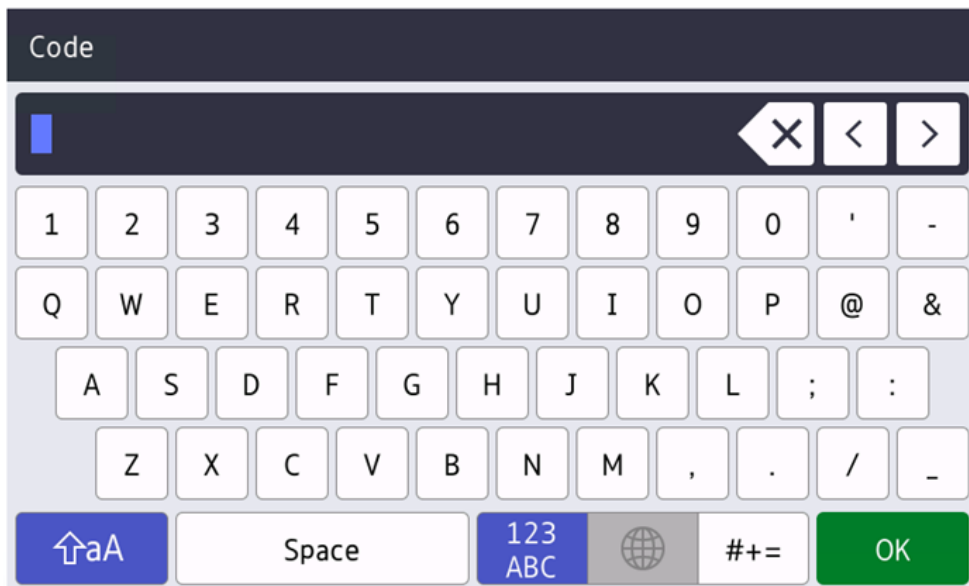 Code
< >
1 2 3 4 5 6 7 8 9 0 ' -
Q W E R T Y U I O P @ &
A S D F G H J K L ; :
Z X C V B N M , . / _
aA Space 123 ABC #+= OK